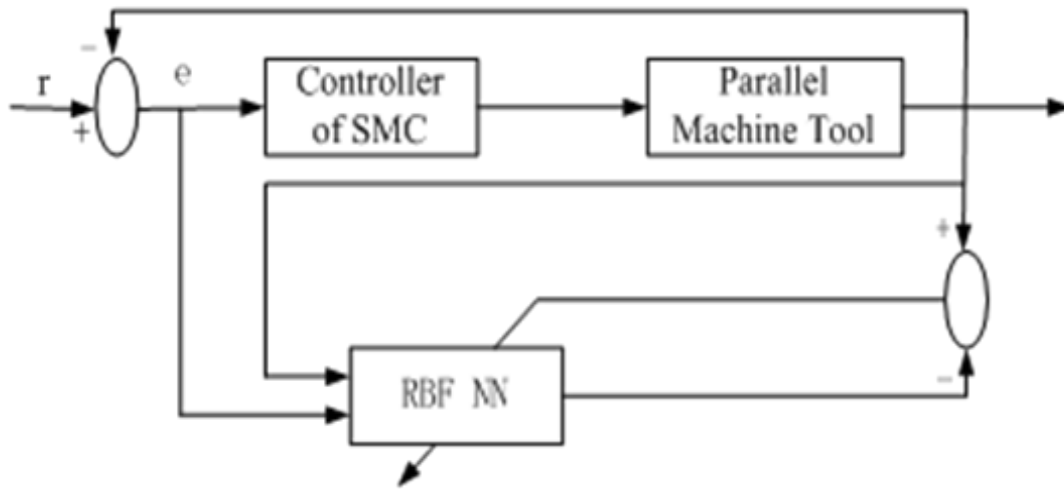 −
r
e
+
Controller
of SMC
Parallel
Machine Tool
+
RBF NN
−